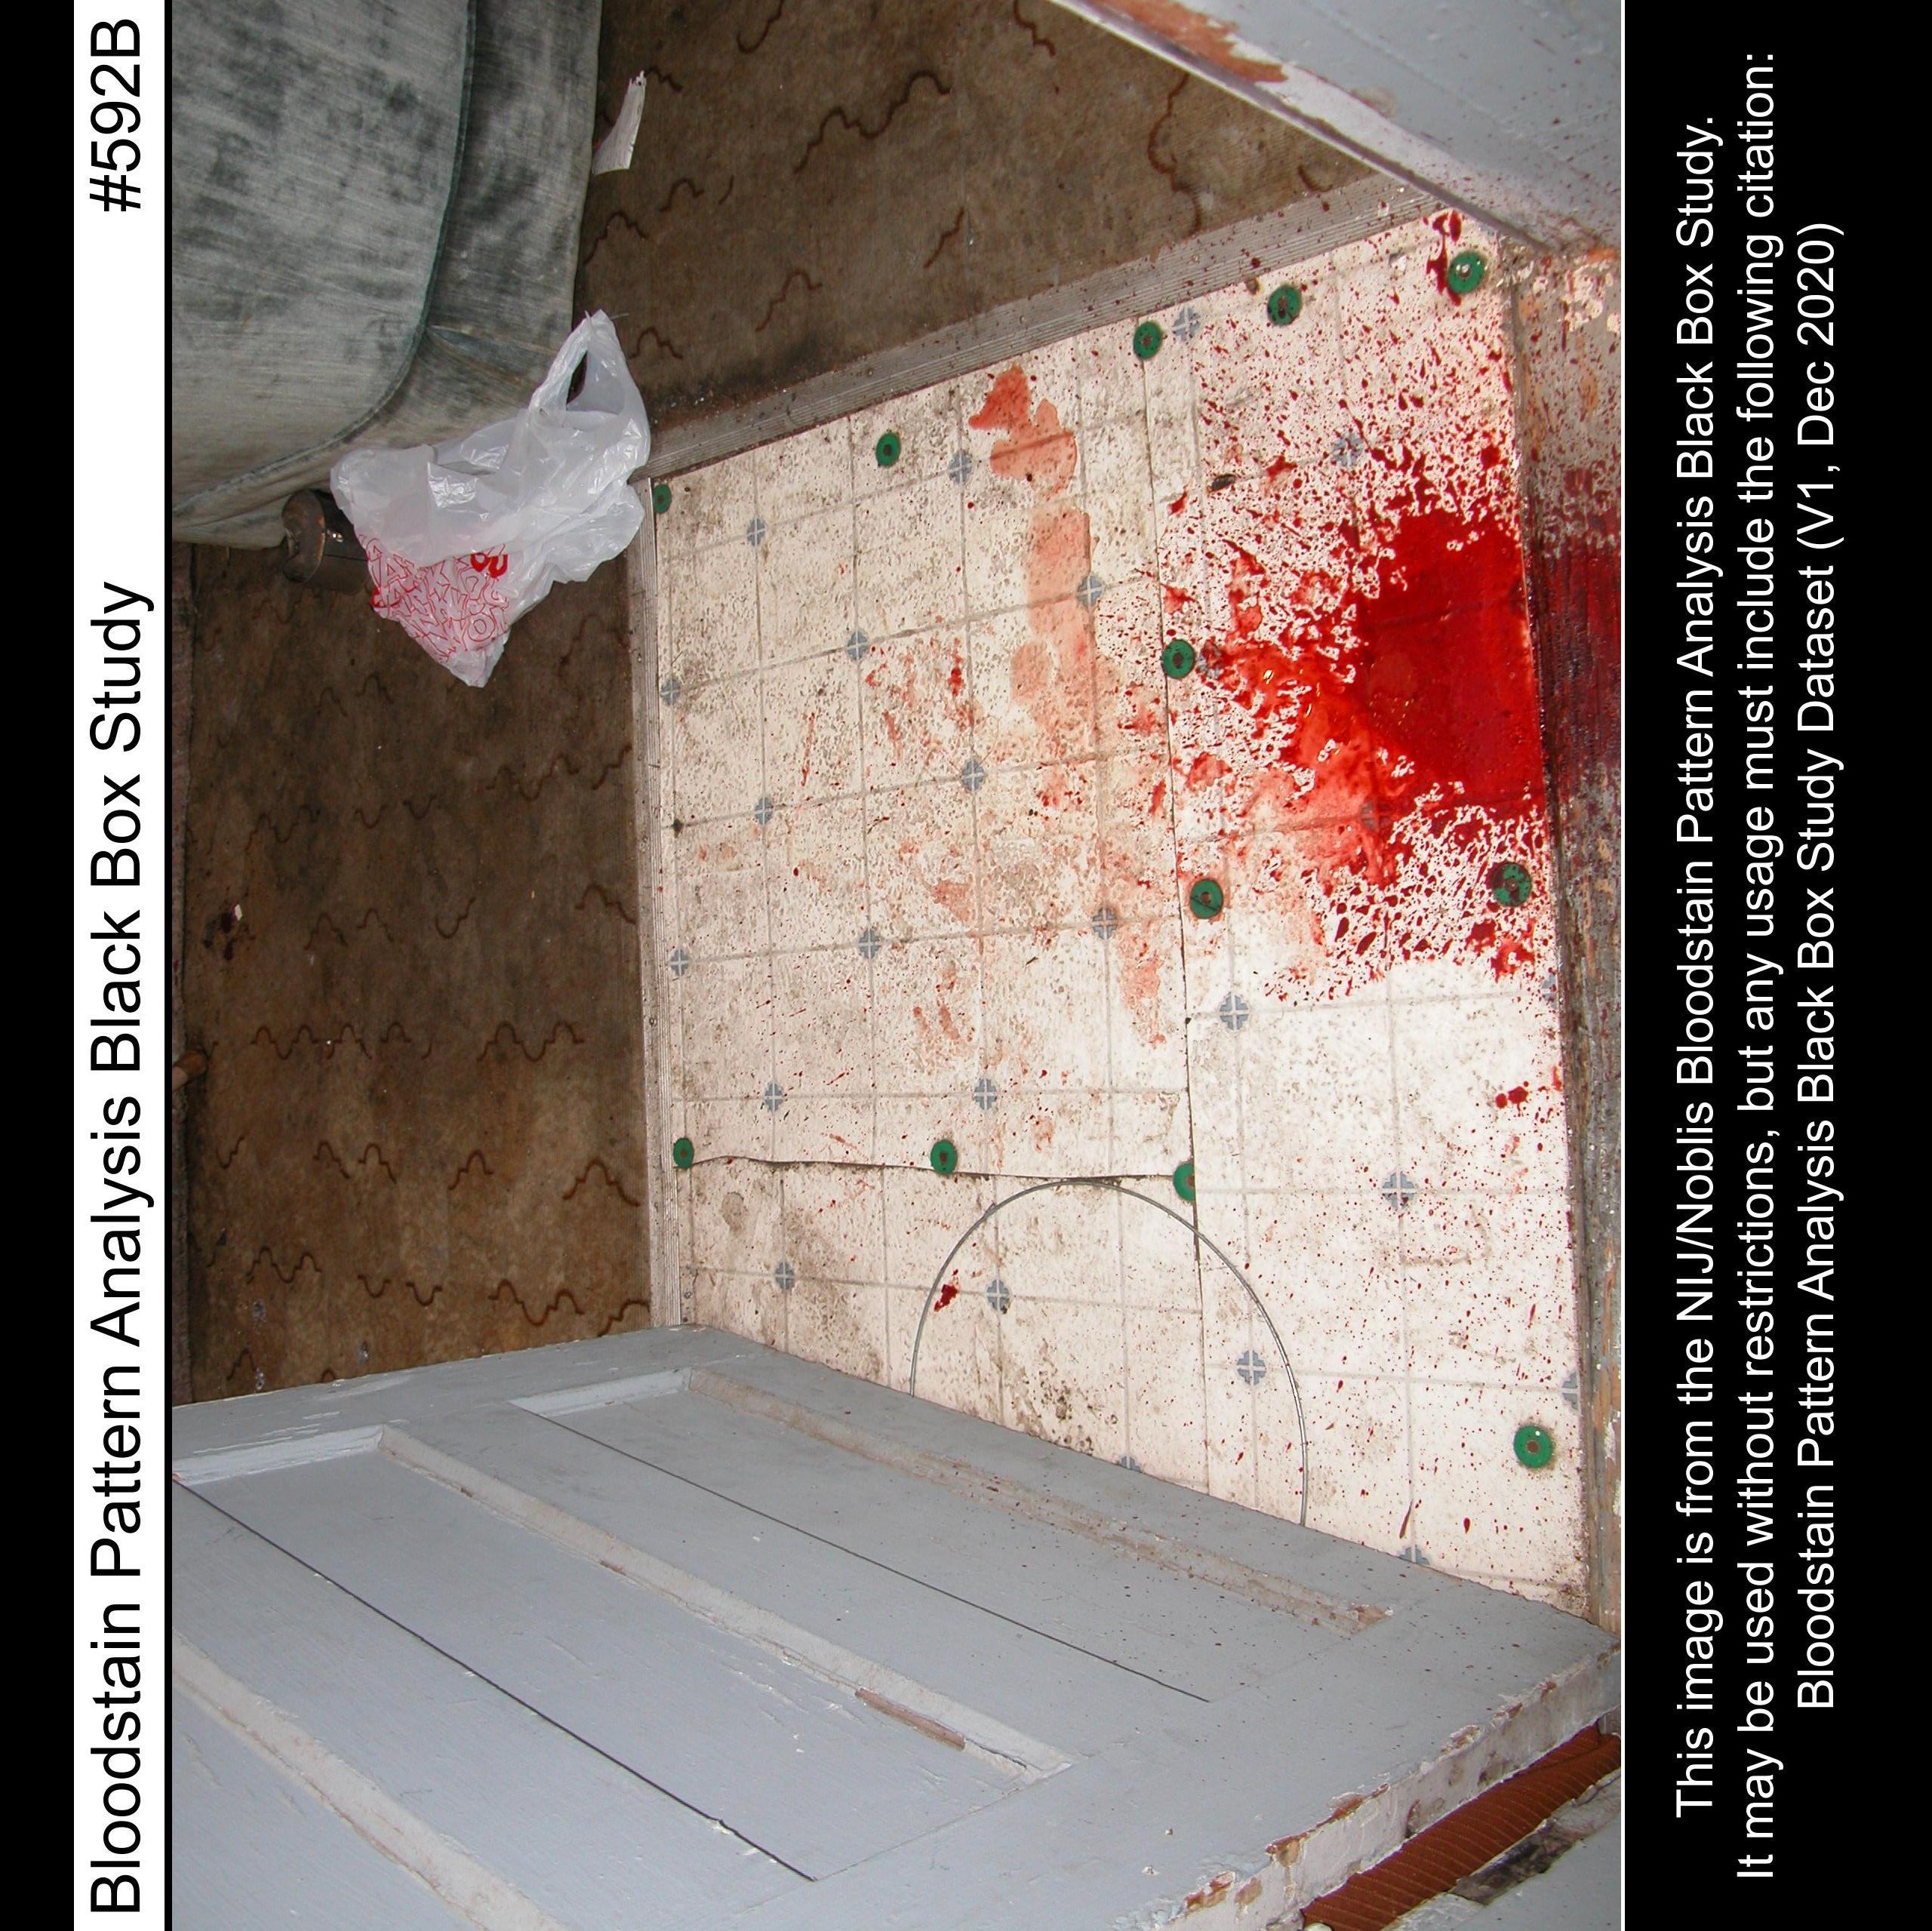 Bloodstain Pattern Analysis Black Box Study #592B
This image is from the NIJ/Noblis Bloodstain Pattern Analysis Black Box Study.
It may be used without restrictions, but any usage must include the following citation:
Bloodstain Pattern Analysis Black Box Study Dataset (V1, Dec 2020)